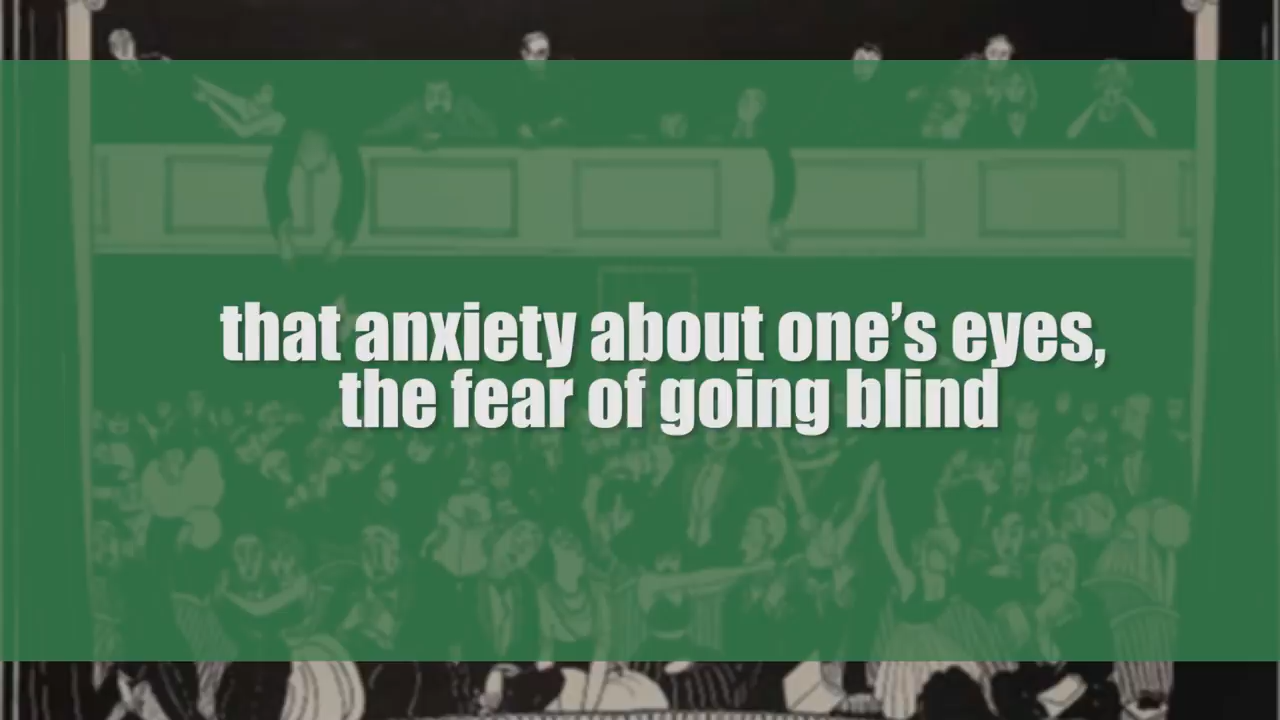 that anxiety about one’s eyes,
the fear of going blind